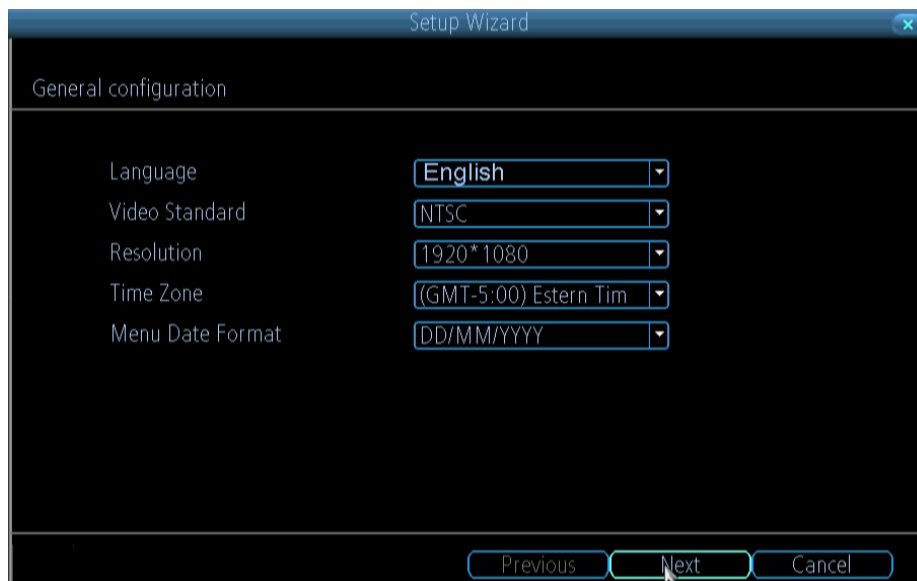 Setup Wizard
General configuration
Language English
Video Standard NTSC
Resolution 1920*1080
Time Zone (GMT-5:00) Estern Tim
Menu Date Format DD/MM/YYYY
Previous Next Cancel